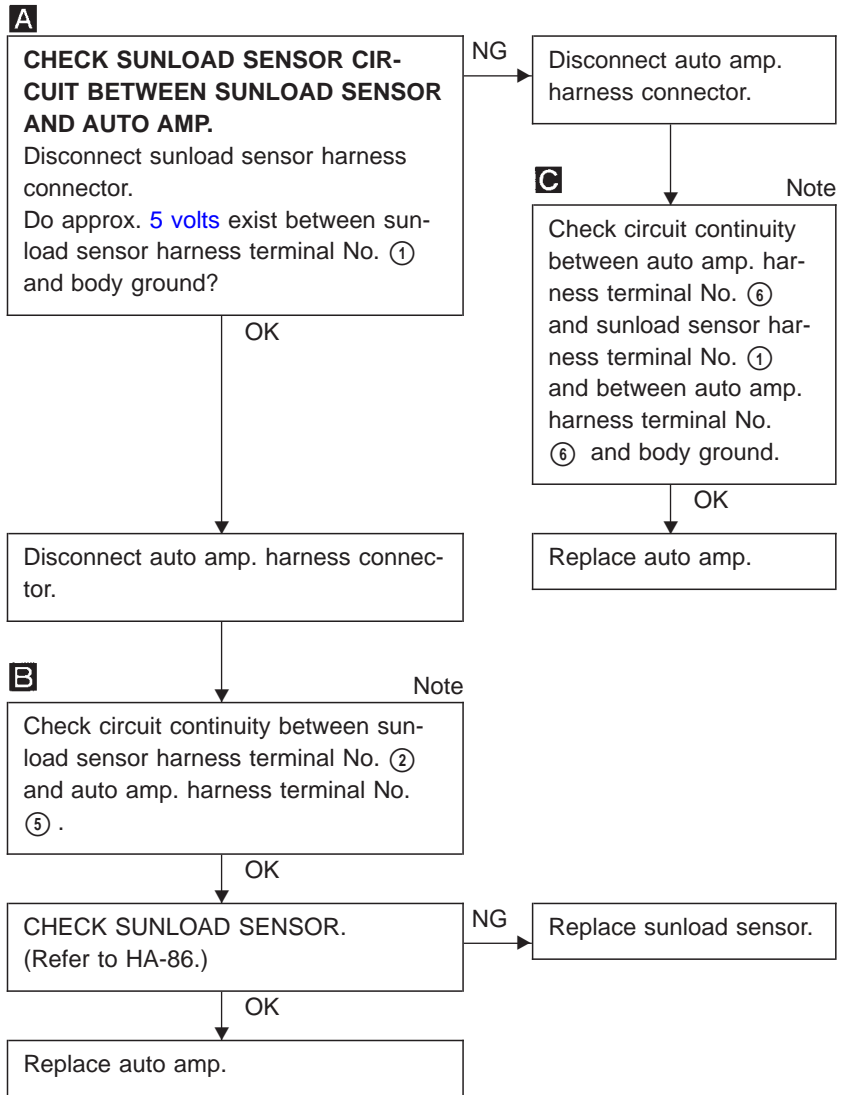 A
CHECK SUNLOAD SENSOR CIR-
CUIT BETWEEN SUNLOAD SENSOR
AND AUTO AMP.
Disconnect sunload sensor harness
connector.
Do approx. 5 volts exist between sun-
load sensor harness terminal No. ①
and body ground?
NG
Disconnect auto amp.
harness connector.
C
Note
Check circuit continuity
between auto amp. har-
ness terminal No. ⑥
and sunload sensor har-
ness terminal No. ①
and between auto amp.
harness terminal No.
⑥ and body ground.
OK
Replace auto amp.
OK
Disconnect auto amp. harness connec-
tor.
B
Note
Check circuit continuity between sun-
load sensor harness terminal No. ②
and auto amp. harness terminal No.
⑤ .
OK
CHECK SUNLOAD SENSOR.
(Refer to HA-86.)
NG
Replace sunload sensor.
OK
Replace auto amp.